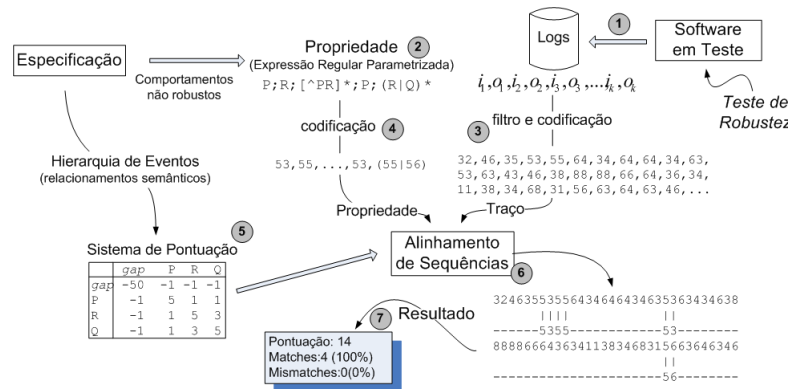 Especificação
Comportamentos
não robustos
2
Propriedade
(Expressão Regular Parametrizada)
P;R;[^PR]*;P;(R|Q)*
Logs
1
Software
em Teste
i1,o1,i2,o2,i3,o3,...,ik,ok
Teste de
Robustez
codificação
4
3
filtro e codificação
53,55,...,53,(55|56)
32,46,35,53,55,64,34,64,64,34,63,
53,63,43,46,38,88,88,66,64,36,34,
11,38,34,68,31,56,63,64,63,46,...
Hierarquia de Eventos
(relacionamentos semânticos)
Propriedade
Traço
5
Sistema de Pontuação
gap P R Q
gap -50 -1 -1 -1
P -1 5 1 1
R -1 1 5 3
Q -1 1 3 5
Alinhamento
de Sequências
6
7
Resultado
Pontuação: 14
Matches:4 (100%)
Mismatches:0(0%)
32463553556434646434635363434638
||||
||
------5355----------------53------
8888666436341138346831566363646346
||
----------------------56----------